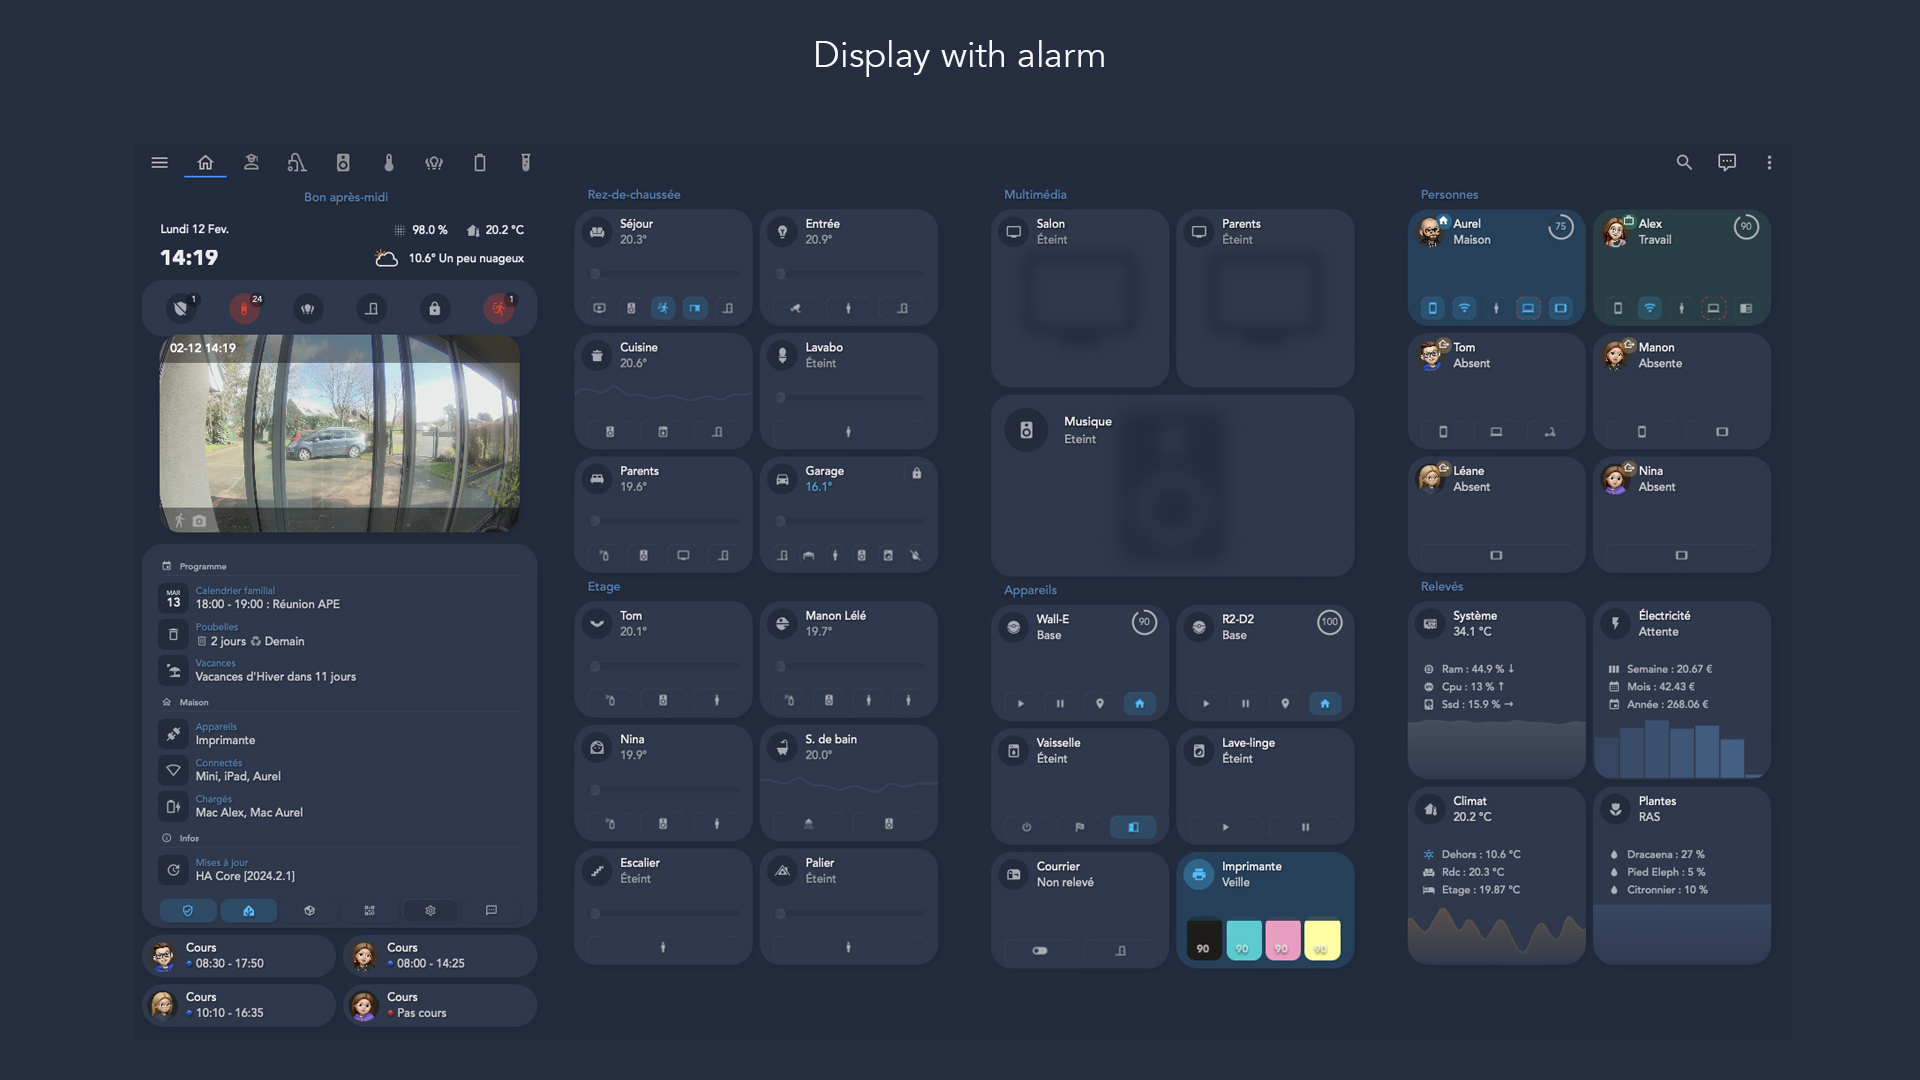 Display with alarm
Bon après-midi
Lundi 12 Fev.
98.0 %
20.2 °C
14:19
10.6° Un peu nuageux
1
24
1
02-12 14:19
Programme
MAR
13
Calendrier familial
18:00 - 19:00 : Réunion APE
Poubelles
2 jours
Demain
Vacances
Vacances d'Hiver dans 11 jours
Maison
Appareils
Imprimante
Connectés
Mini, iPad, Aurel
Chargés
Mac Alex, Mac Aurel
Infos
Mises à jour
HA Core [2024.2.1]
Cours
08:30 - 17:50
Cours
08:00 - 14:25
Cours
10:10 - 16:35
Cours
Pas cours
Rez-de-chaussée
Séjour
20.3°
Entrée
20.9°
Cuisine
20.6°
Lavabo
Éteint
Parents
19.6°
Garage
16.1°
Etage
Tom
20.1°
Manon Lélé
19.7°
Nina
19.9°
S. de bain
20.0°
Escalier
Éteint
Palier
Éteint
Multimédia
Salon
Éteint
Parents
Éteint
Musique
Eteint
Appareils
Wall-E
Base
90
R2-D2
Base
100
Vaisselle
Éteint
Lave-linge
Éteint
Courrier
Non relevé
Imprimante
Veille
90
90
90
90
Personnes
Aurel
Maison
75
Alex
Travail
90
Tom
Absent
Manon
Absente
Léane
Absent
Nina
Absent
Relevés
Système
34.1 °C
Ram : 44.9 % ↓
Cpu : 13 % ↑
Ssd : 15.9 % →
Électricité
Attente
Semaine : 20.67 €
Mois : 42.43 €
Année : 268.06 €
Climat
20.2 °C
Dehors : 10.6 °C
Rdc : 20.3 °C
Etage : 19.87 °C
Plantes
RAS
Dracaena : 27 %
Pied Eleph : 5 %
Citronnier : 10 %